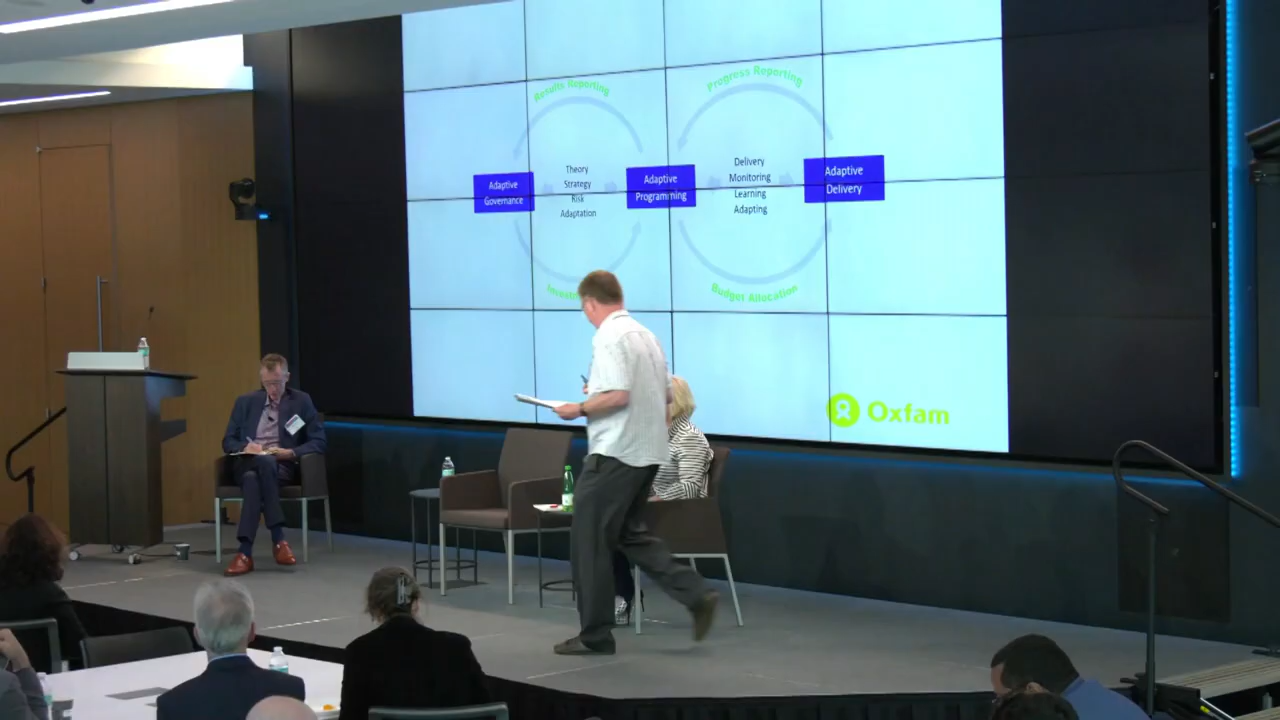 Results Reporting
Progress Reporting
Adaptive
Governance
Theory
Strategy
Risk
Adaptation
Adaptive
Programming
Delivery
Monitoring
Learning
Adapting
Adaptive
Delivery
Budget Allocation
Oxfam